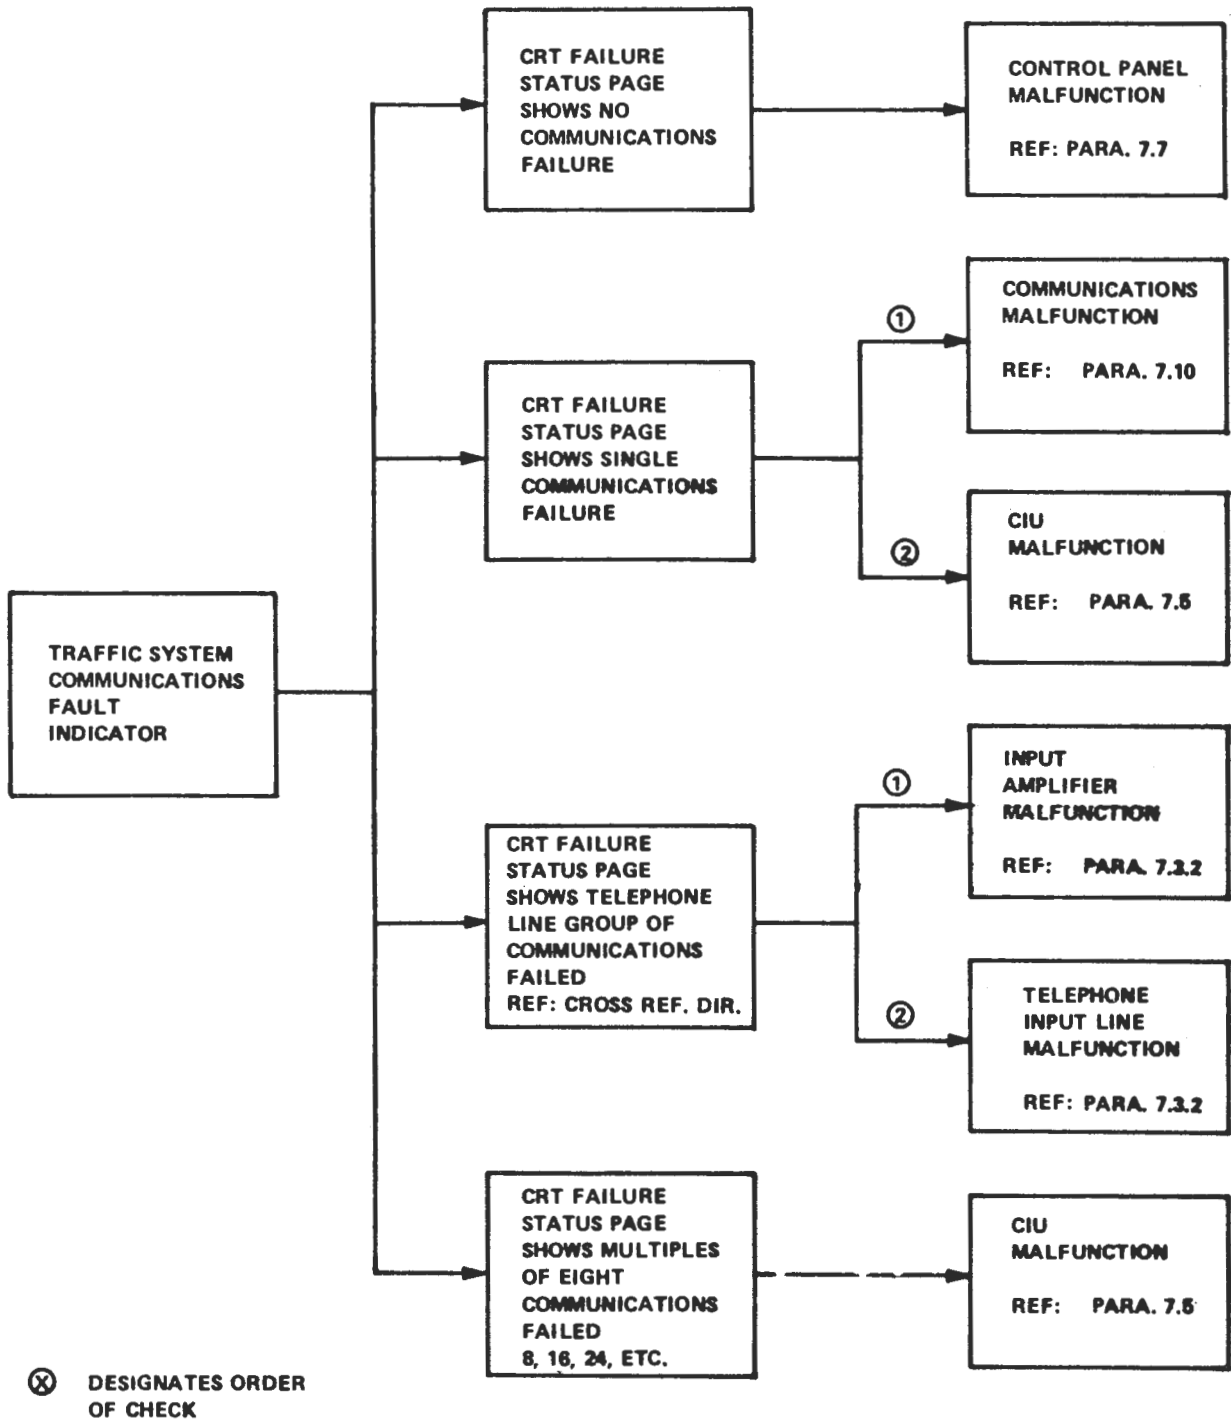 CRT FAILURE
STATUS PAGE
SHOWS NO
COMMUNICATIONS
FAILURE
CONTROL PANEL
MALFUNCTION
REF: PARA. 7.7
COMMUNICATIONS
MALFUNCTION
REF: PARA. 7.10
①
CRT FAILURE
STATUS PAGE
SHOWS SINGLE
COMMUNICATIONS
FAILURE
②
CIU
MALFUNCTION
REF: PARA. 7.5
TRAFFIC SYSTEM
COMMUNICATIONS
FAULT
INDICATOR
①
INPUT
AMPLIFIER
MALFUNCTION
REF: PARA. 7.3.2
CRT FAILURE
STATUS PAGE
SHOWS TELEPHONE
LINE GROUP OF
COMMUNICATIONS
FAILED
REF: CROSS REF. DIR.
②
TELEPHONE
INPUT LINE
MALFUNCTION
REF: PARA. 7.3.2
CRT FAILURE
STATUS PAGE
SHOWS MULTIPLES
OF EIGHT
COMMUNICATIONS
FAILED
8, 16, 24, ETC.
CIU
MALFUNCTION
REF: PARA. 7.5
Ⓧ DESIGNATES ORDER
OF CHECK